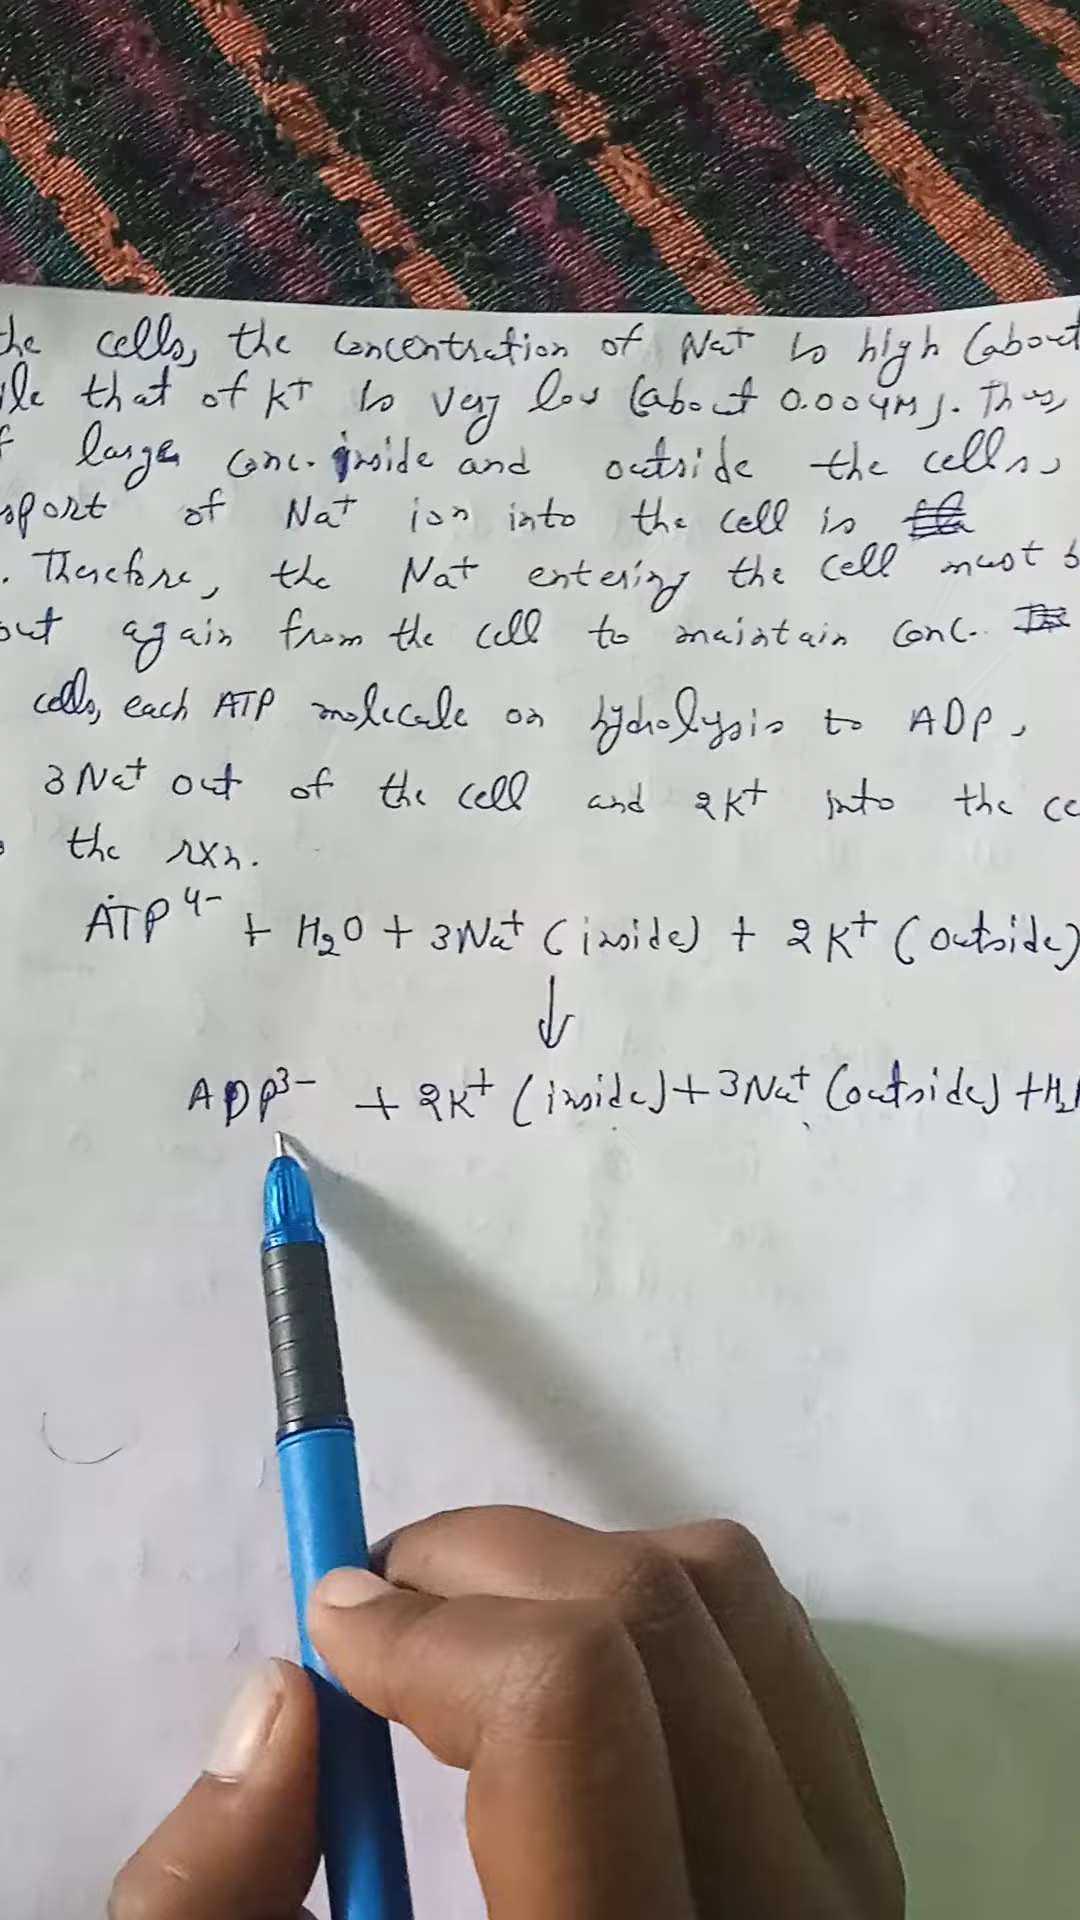 the cells, the concentration of Na+ is high (about
that of K+ is very low (about 0.004M). Thus,
large conc. inside and outside the cells,
sport of Na+ ion into the cell is
. Therefore, the Na+ entering the cell must b
out again from the cell to maintain conc.
cells, each ATP molecule on hydrolysis to ADP,
3Na+ out of the cell and 2K+ into the ce
the rxn.
ATP⁴⁻ + H₂O + 3Na⁺ (inside) + 2K⁺ (outside)
↓
ADP³⁻ + 2K⁺ (inside) + 3Na⁺ (outside) + H₂